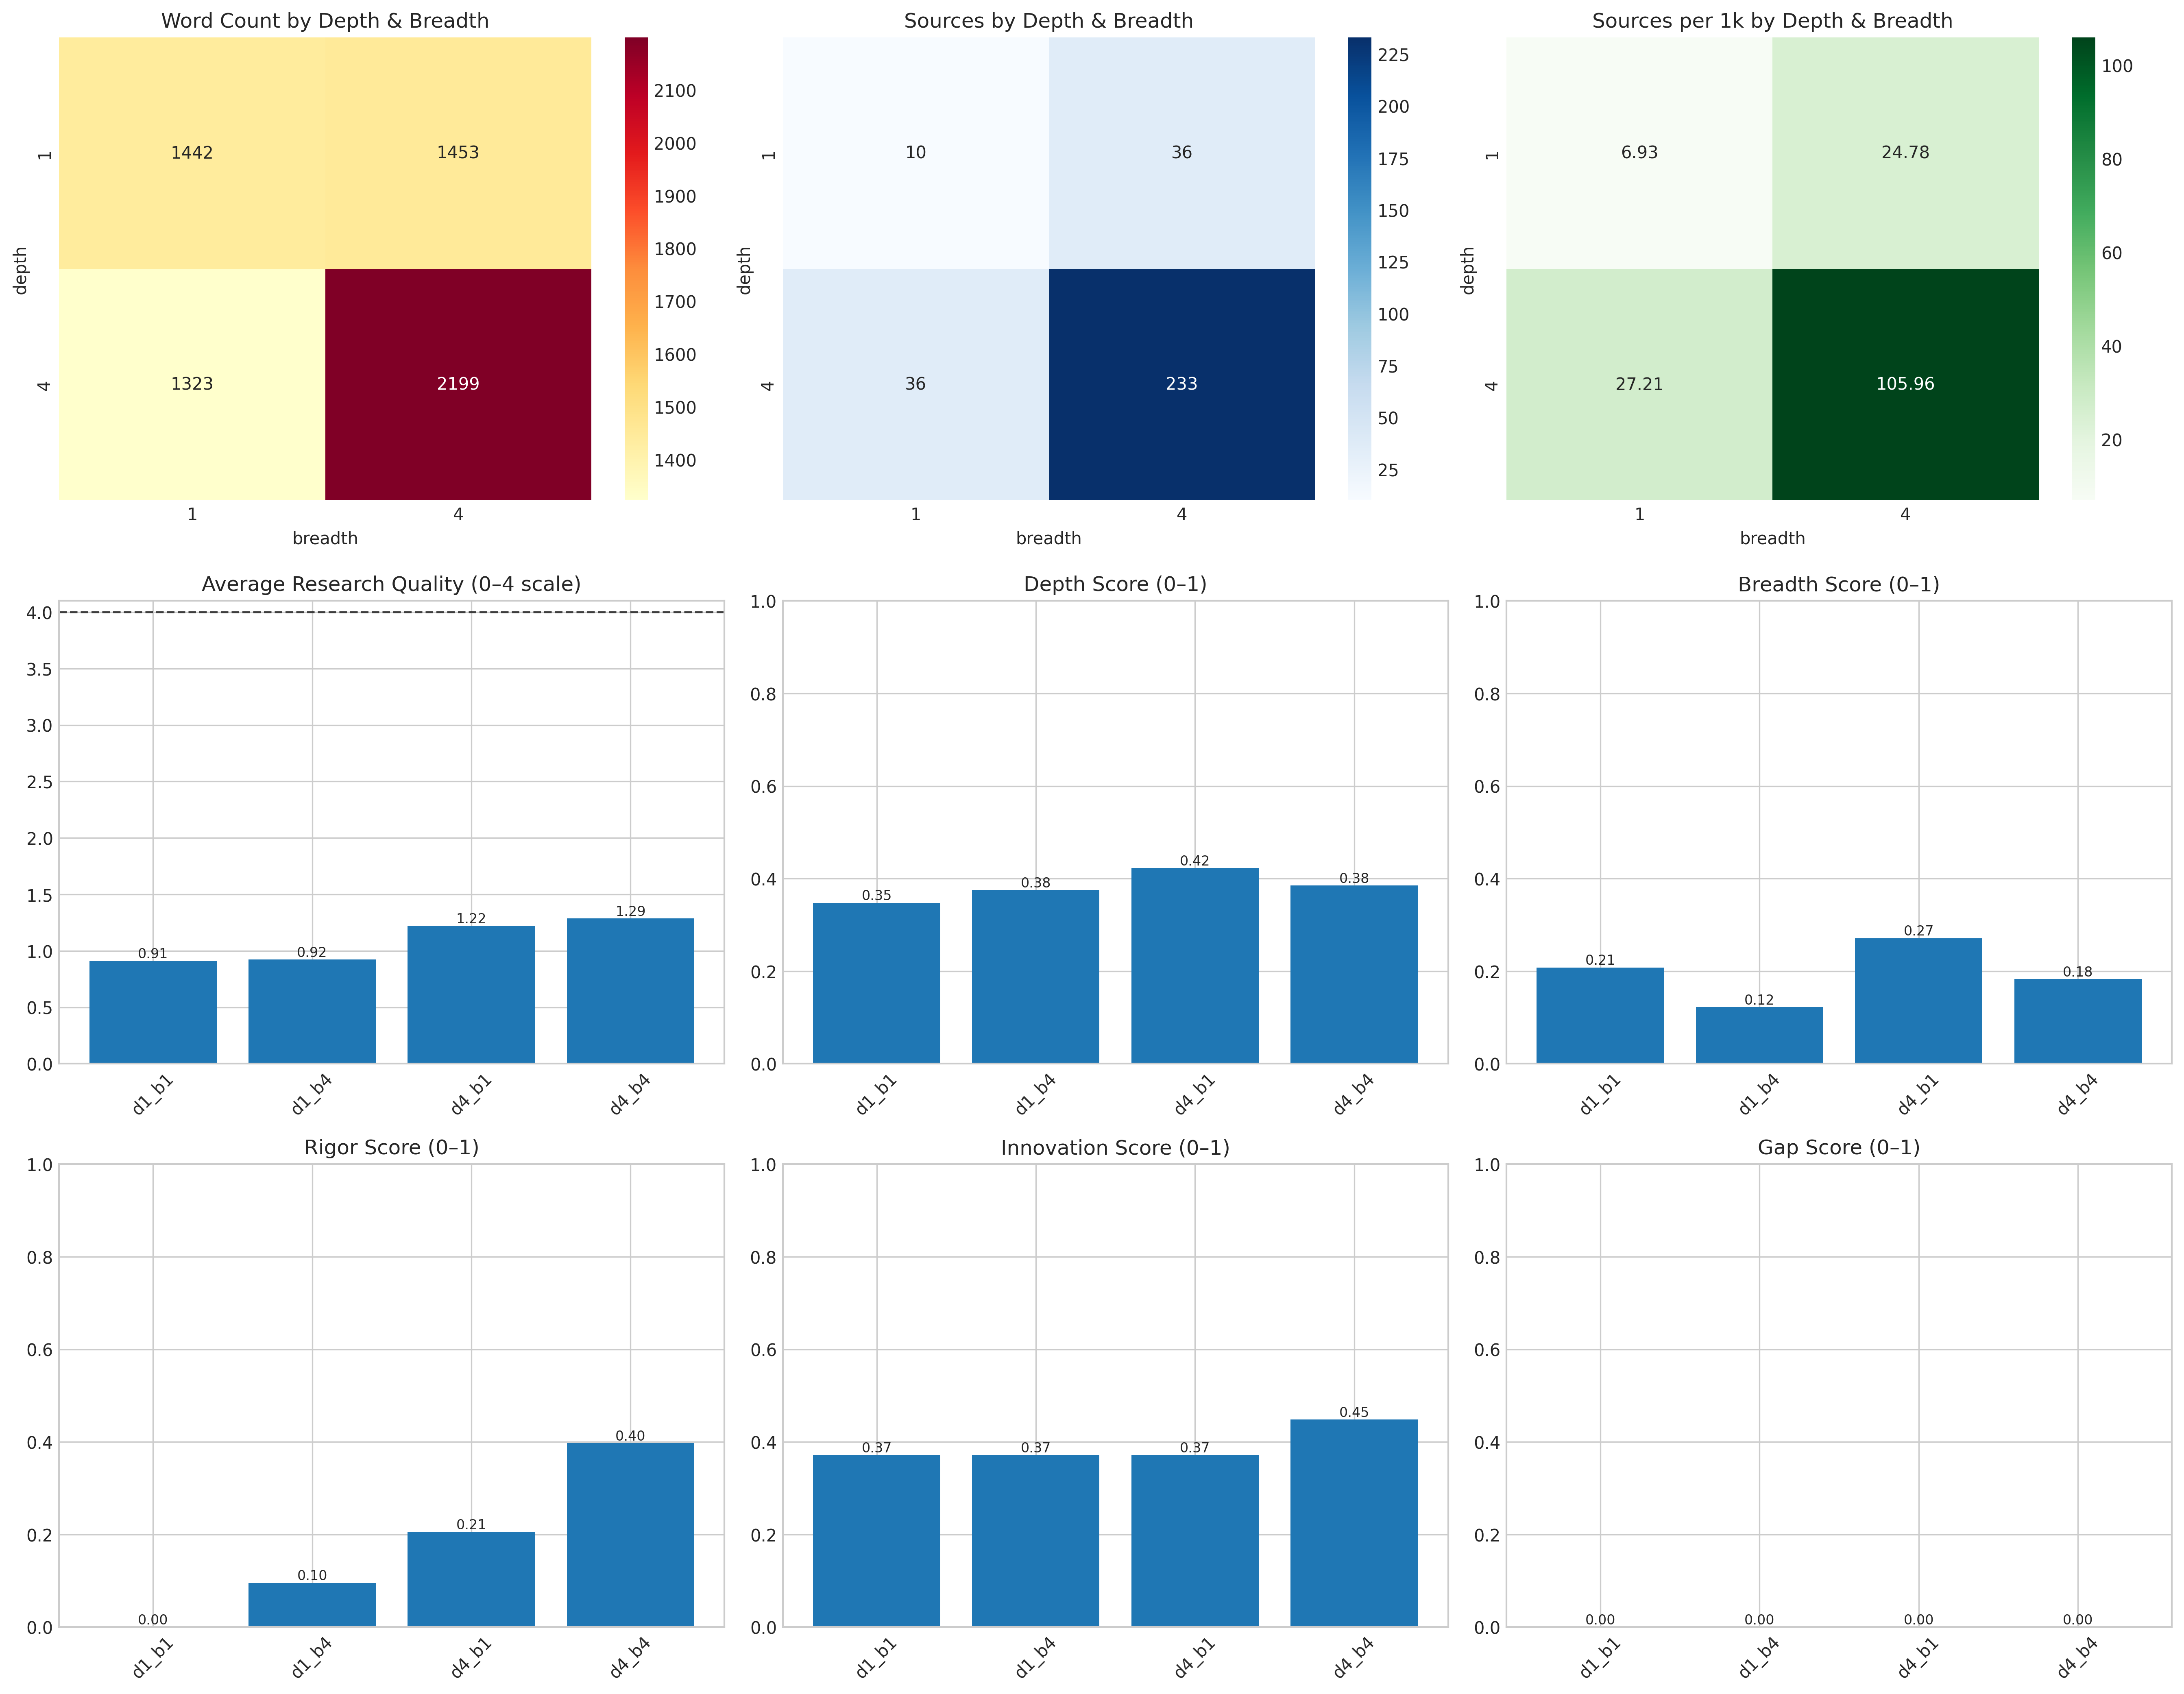 Word Count by Depth & Breadth
1442 1453
1323 2199
1
4
depth
1 4
breadth
2100
2000
1900
1800
1700
1600
1500
1400
Sources by Depth & Breadth
10 36
36 233
1
4
depth
1 4
breadth
225
200
175
150
125
100
75
50
25
Sources per 1k by Depth & Breadth
6.93 24.78
27.21 105.96
1
4
depth
1 4
breadth
100
80
60
40
20
Average Research Quality (0–4 scale)
4.0
3.5
3.0
2.5
2.0
1.5
1.0
0.5
0.0
0.91 0.92 1.22 1.29
d1_b1 d1_b4 d4_b1 d4_b4
Depth Score (0–1)
1.0
0.8
0.6
0.4
0.2
0.0
0.35 0.38 0.42 0.38
d1_b1 d1_b4 d4_b1 d4_b4
Breadth Score (0–1)
1.0
0.8
0.6
0.4
0.2
0.0
0.21 0.12 0.27 0.18
d1_b1 d1_b4 d4_b1 d4_b4
Rigor Score (0–1)
1.0
0.8
0.6
0.4
0.2
0.0
0.00 0.10 0.21 0.40
d1_b1 d1_b4 d4_b1 d4_b4
Innovation Score (0–1)
1.0
0.8
0.6
0.4
0.2
0.0
0.37 0.37 0.37 0.45
d1_b1 d1_b4 d4_b1 d4_b4
Gap Score (0–1)
1.0
0.8
0.6
0.4
0.2
0.0
0.00 0.00 0.00 0.00
d1_b1 d1_b4 d4_b1 d4_b4